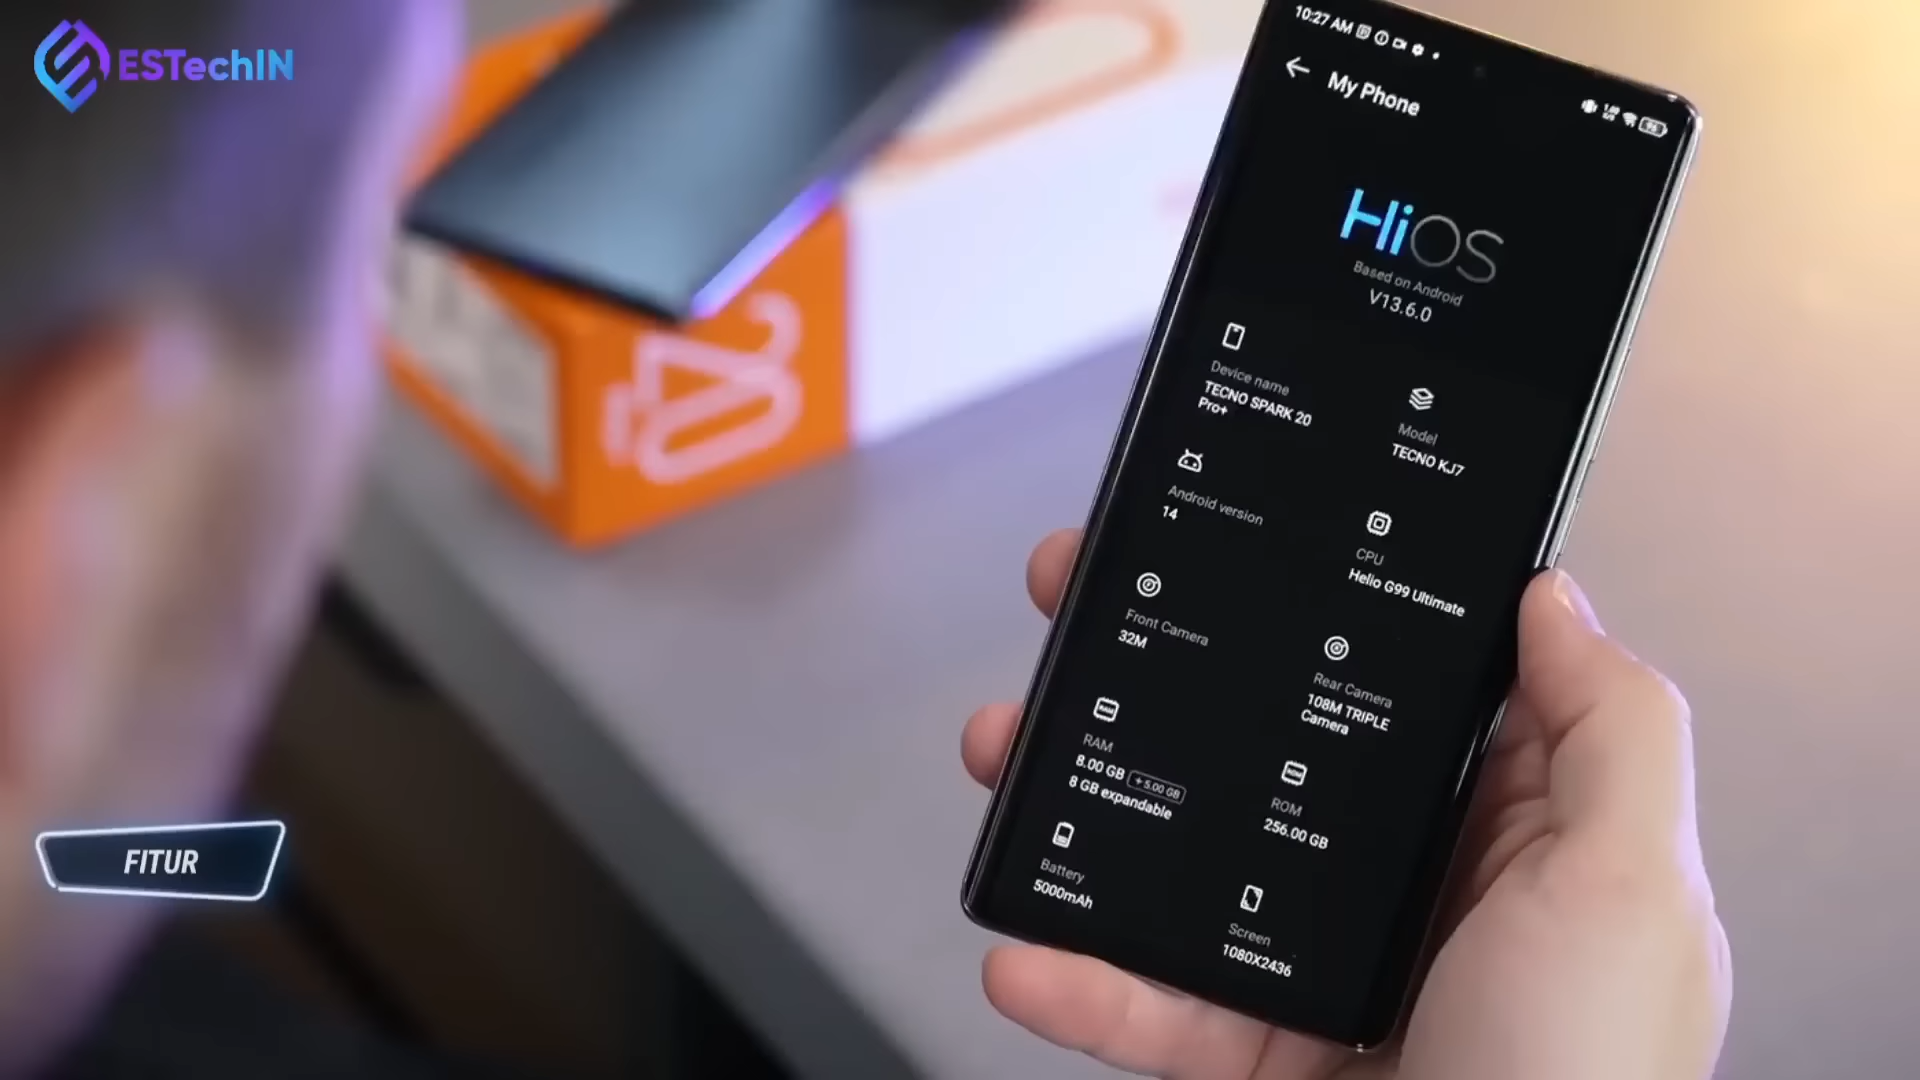 ESTechIN
10:27 AM
My Phone
HiOS
Based on Android
V13.6.0
Device name
TECNO SPARK 20
Pro+
Model
TECNO KJ7
Android version
14
CPU
Helio G99 Ultimate
Front Camera
32M
Rear Camera
108M TRIPLE
Camera
RAM
8.00 GB +5.00 GB
8 GB expandable
ROM
256.00 GB
Battery
5000mAh
Screen
1080X2436
FITUR
20